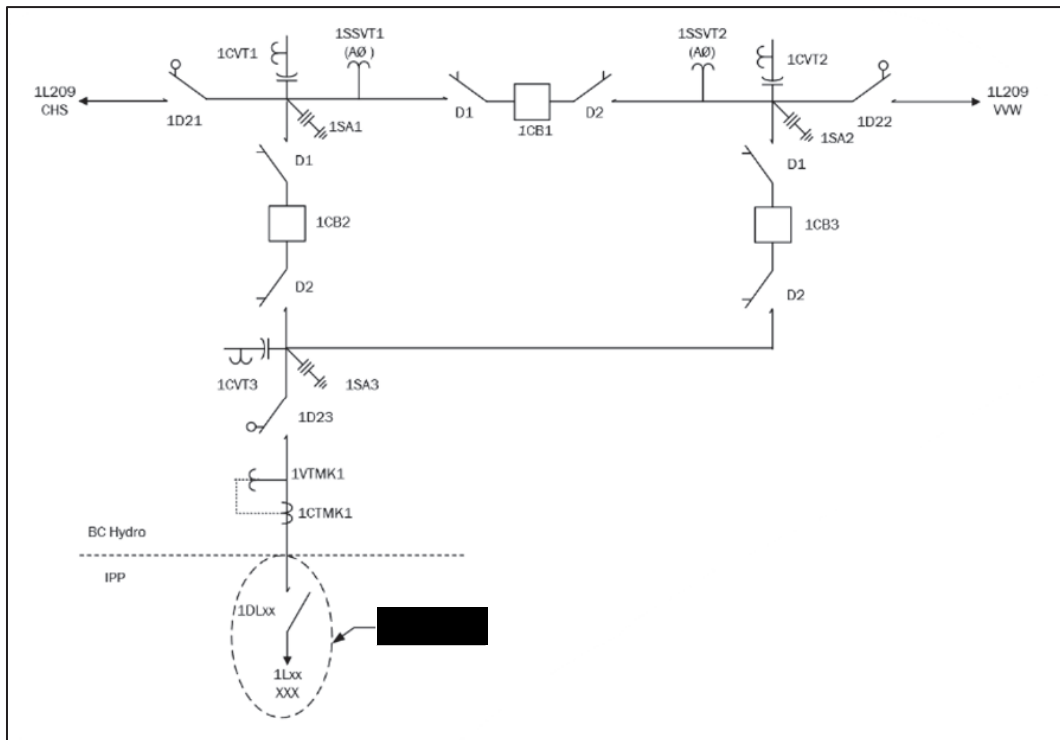 1SSVT1
(AØ )
1SSVT2
(AØ)
1CVT1
1CVT2
1L209
CHS
1D21
1SA1
D1
1CB1
D2
1SA2
1D22
1L209
VVW
D1
D1
1CB2
1CB3
D2
D2
1CVT3
1SA3
1D23
1VTMK1
1CTMK1
BC Hydro
IPP
1DLxx
1Lxx
XXX